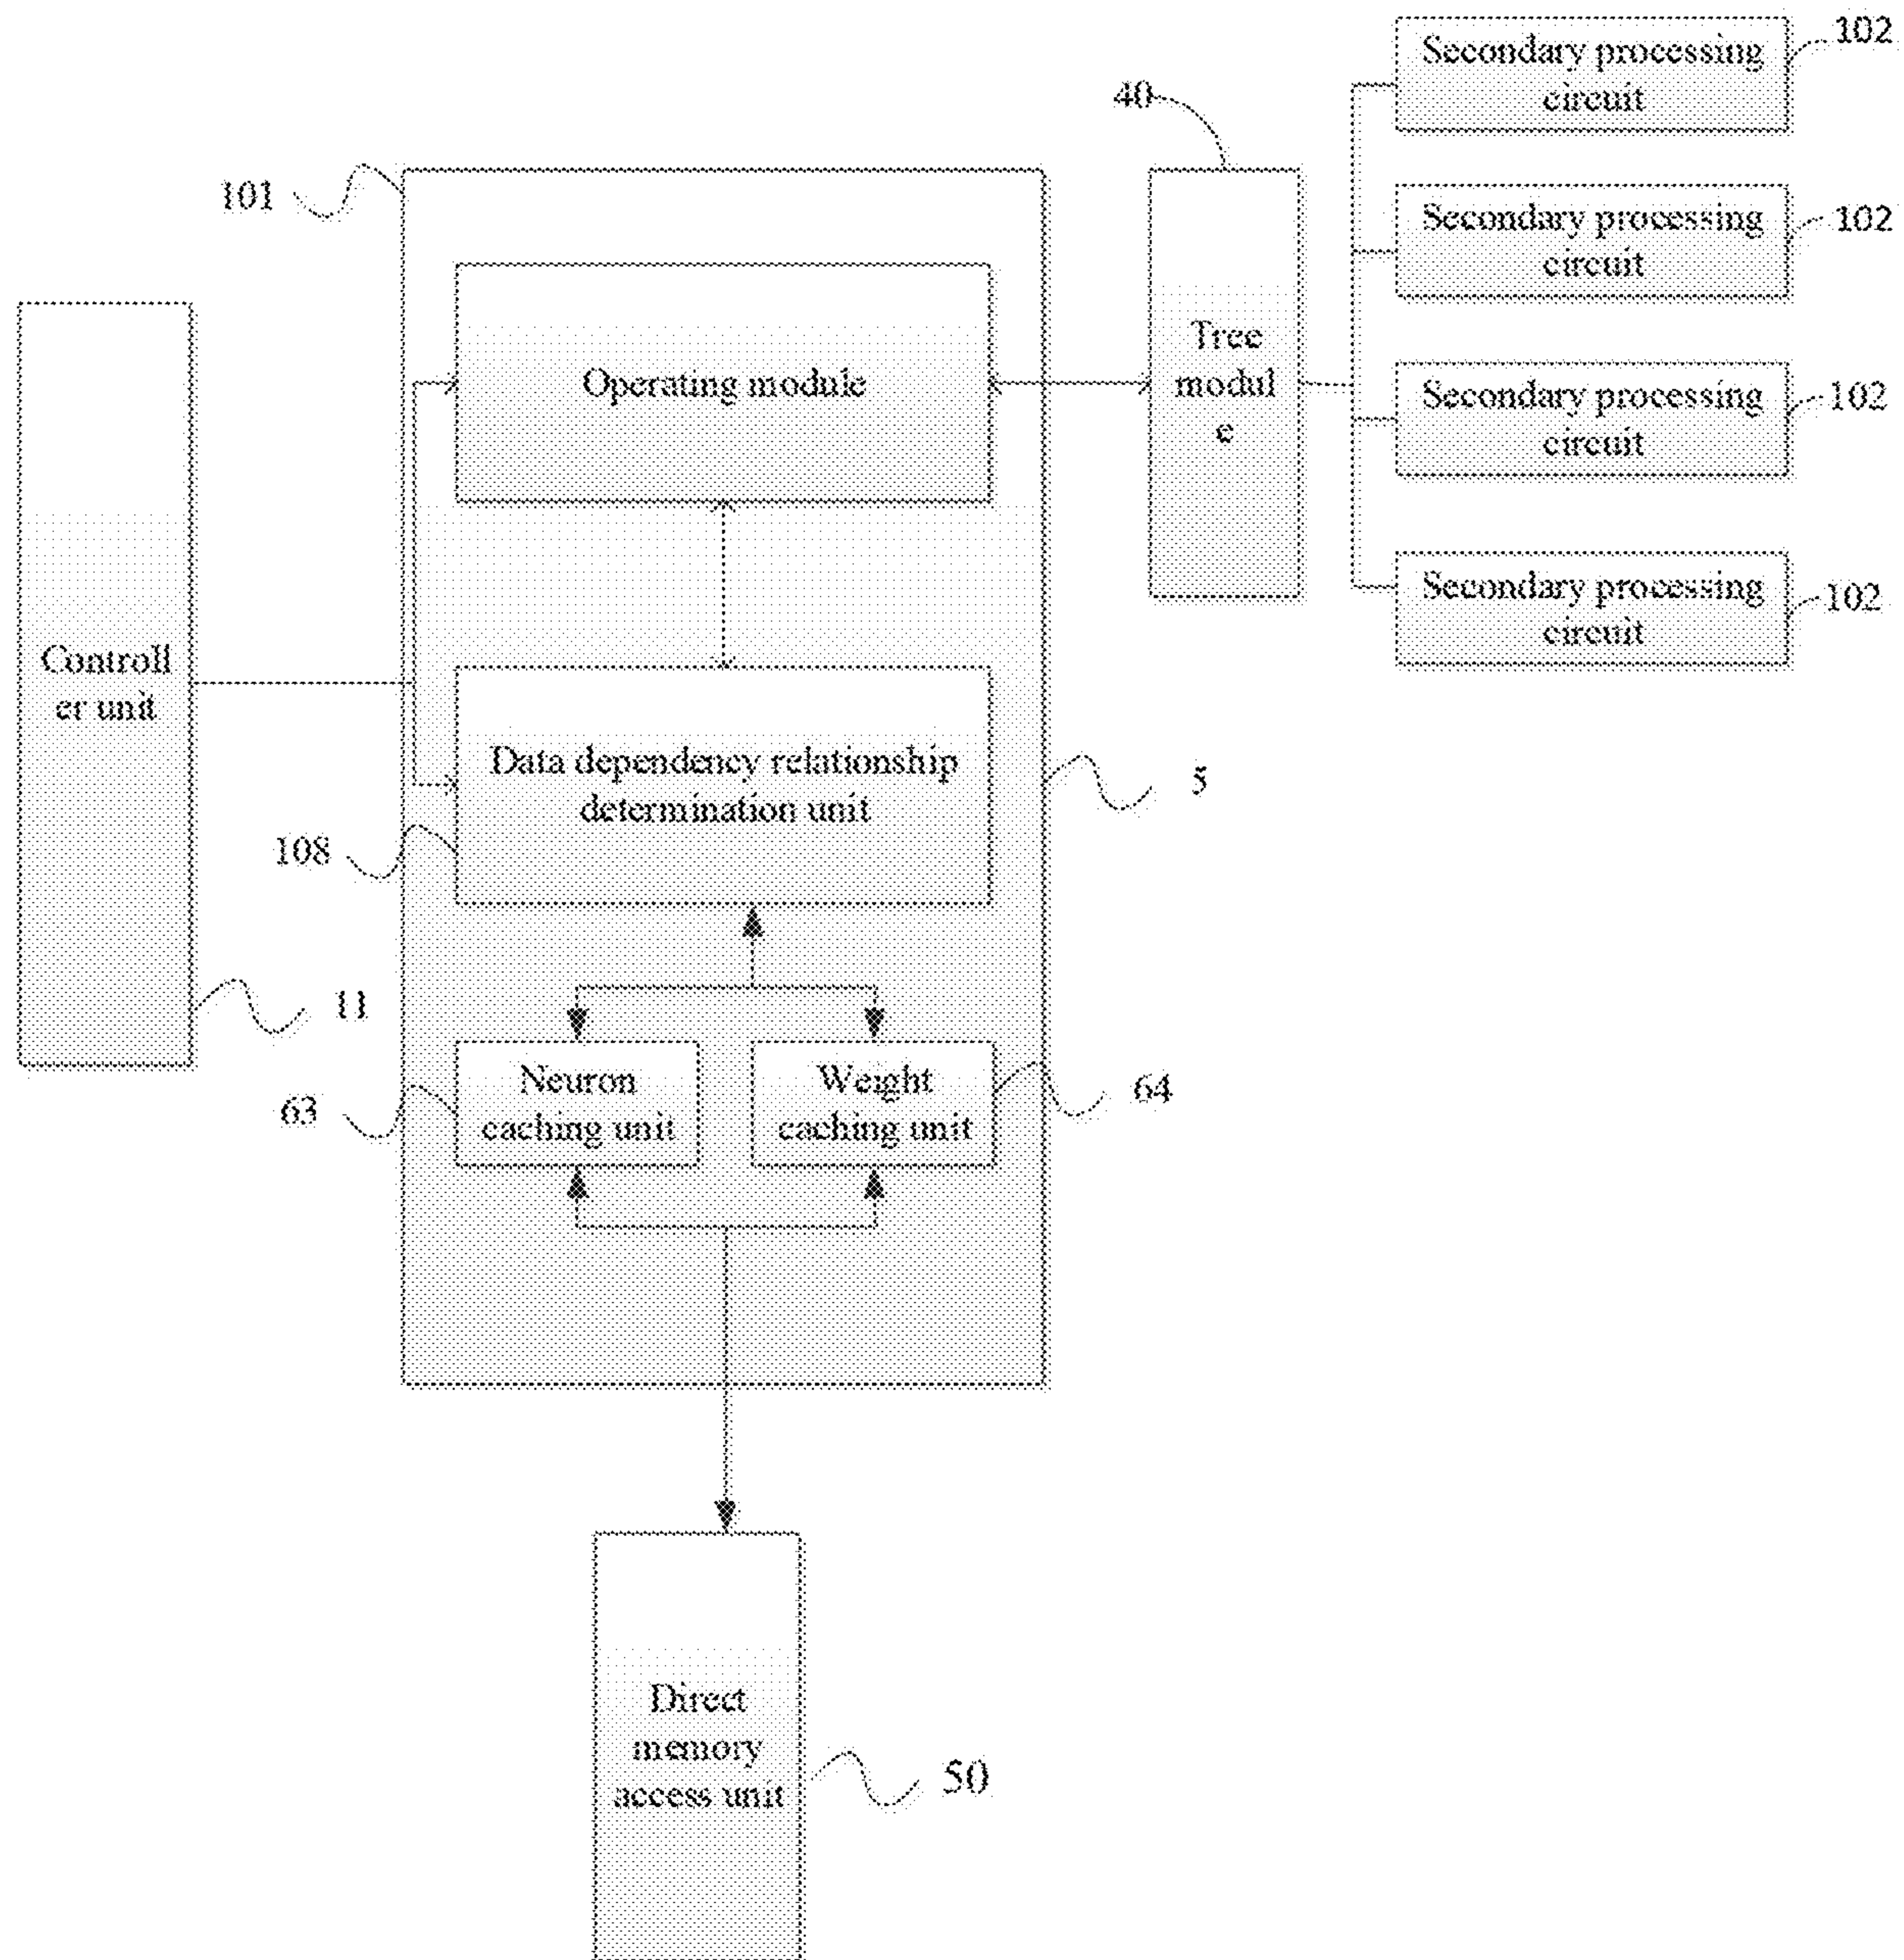 Secondary processing
circuit
102
40
Secondary processing
circuit
102
101
Tree
modul
e
Operating module
Secondary processing
circuit
102
Secondary processing
circuit
102
Controll
er unit
Data dependency relationship
determination unit
5
108
11
Neuron
caching unit
Weight
caching unit
63
64
Direct
memory
access unit
50